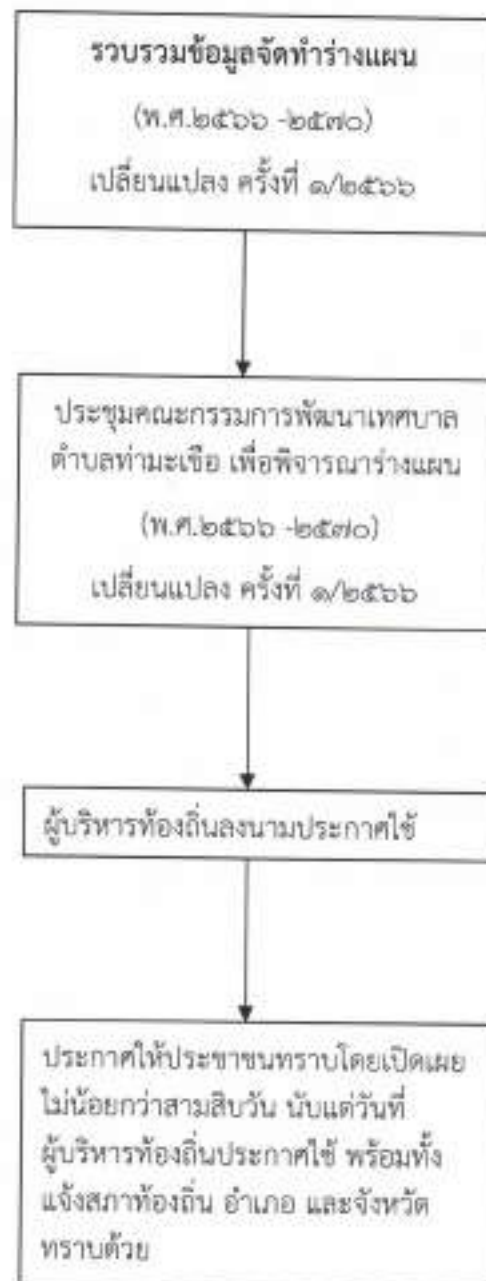 รวบรวมข้อมูลจัดทำร่างแผน
(พ.ศ.๒๕๖๖ -๒๕๗๐)
เปลี่ยนแปลง ครั้งที่ ๑/๒๕๖๖
ประชุมคณะกรรมการพัฒนาเทศบาล
ตำบลท่ามะเขือ เพื่อพิจารณาร่างแผน
(พ.ศ.๒๕๖๖ -๒๕๗๐)
เปลี่ยนแปลง ครั้งที่ ๑/๒๕๖๖
ผู้บริหารท้องถิ่นลงนามประกาศใช้
ประกาศให้ประชาชนทราบโดยเปิดเผย
ไม่น้อยกว่าสามสิบวัน นับแต่วันที่
ผู้บริหารท้องถิ่นประกาศใช้ พร้อมทั้ง
แจ้งสภาท้องถิ่น อำเภอ และจังหวัด
ทราบด้วย